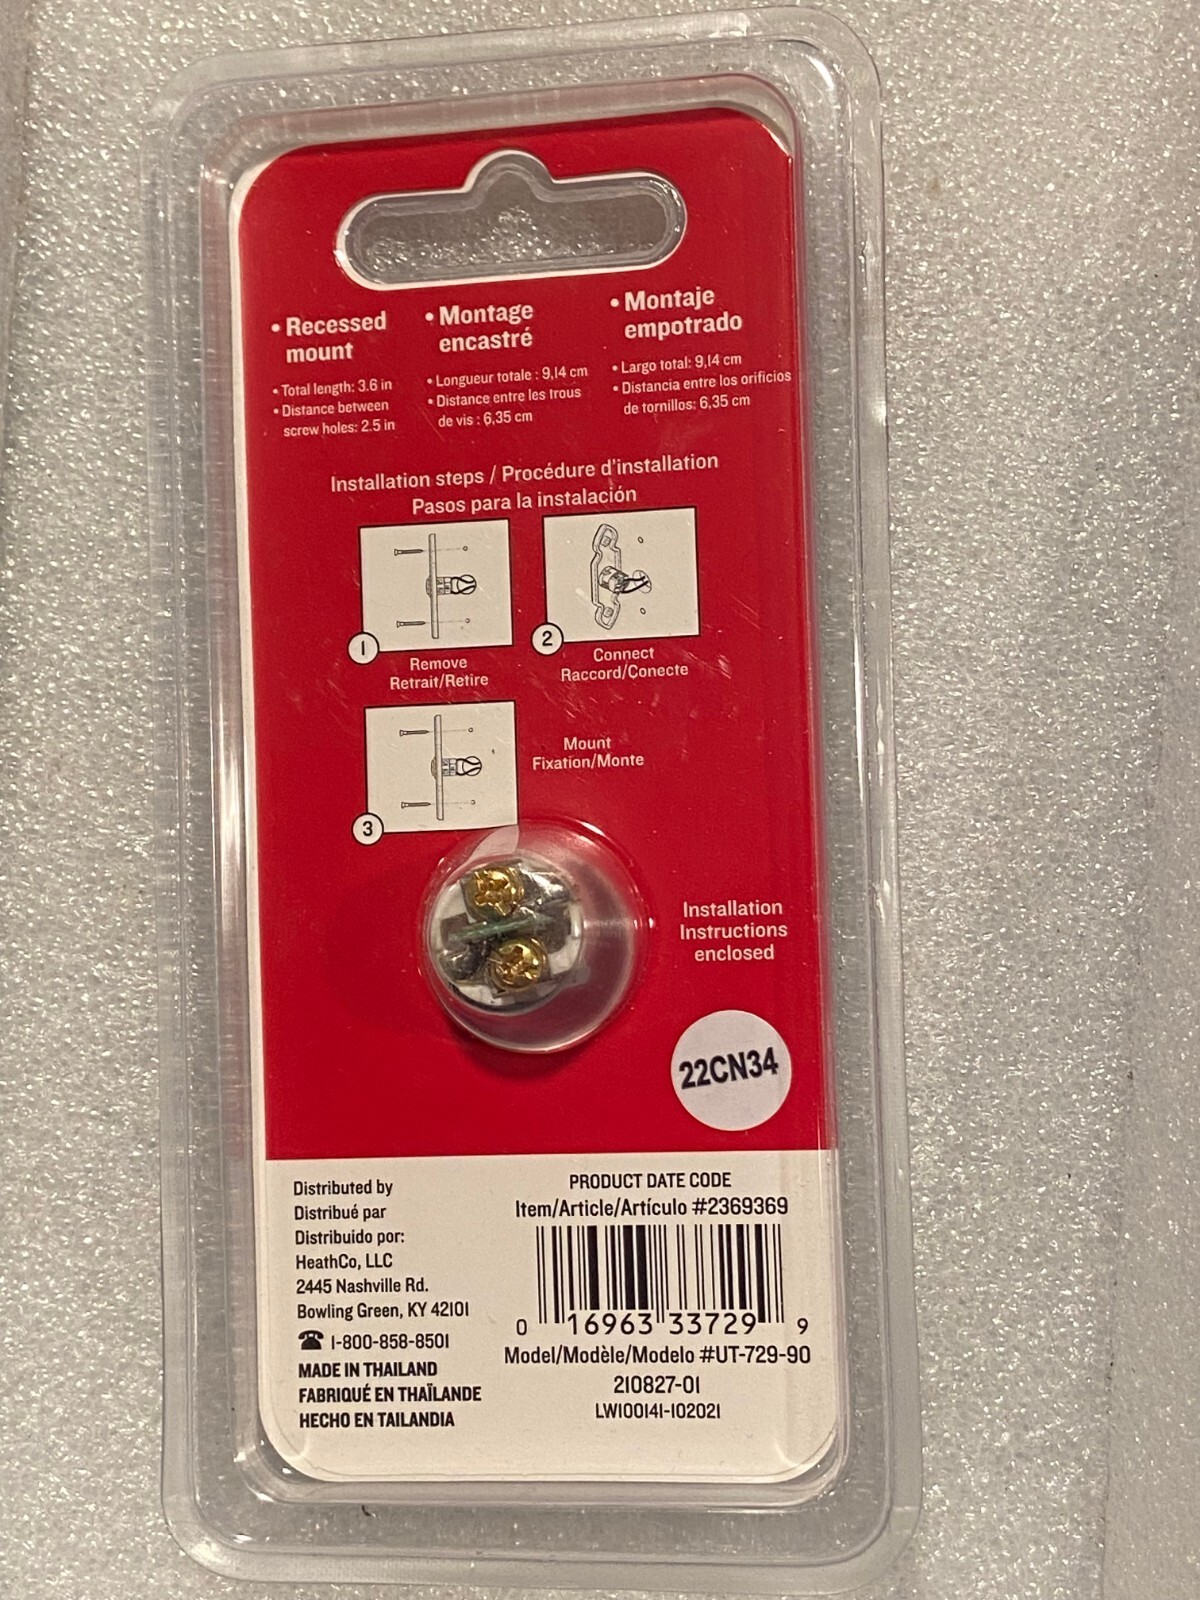 • Recessed
mount
• Total length: 3.6 in
• Distance between
screw holes: 2.5 in
• Montage
encastré
• Longueur totale : 9,14 cm
• Distance entre les trous
de vis : 6,35 cm
• Montaje
empotrado
• Largo total: 9,14 cm
• Distancia entre los orificios
de tornillos: 6,35 cm
Installation steps / Procédure d'installation
Pasos para la instalación
1
Remove
Retrait/Retire
2
Connect
Raccord/Conecte
3
Mount
Fixation/Monte
Installation
Instructions
enclosed
22CN34
Distributed by
Distribué par
Distribuido por:
HeathCo, LLC
2445 Nashville Rd.
Bowling Green, KY 42101
☎ 1-800-858-8501
MADE IN THAILAND
FABRIQUÉ EN THAÏLANDE
HECHO EN TAILANDIA
PRODUCT DATE CODE
Item/Article/Artículo #2369369
0 16963 33729 9
Model/Modèle/Modelo #UT-729-90
210827-01
LW100141-102021